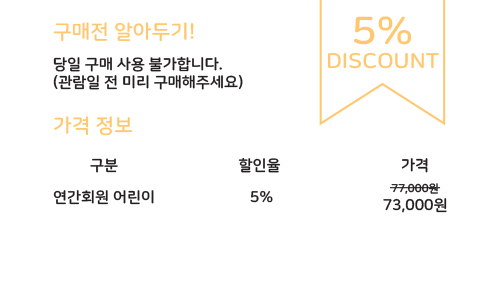 구매전 알아두기!
당일 구매 사용 불가합니다.
(관람일 전 미리 구매해주세요)
5%
DISCOUNT
가격 정보
구분 할인율 가격
77,000원
연간회원 어린이 5% 73,000원